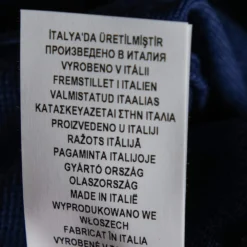 İTALYA'DA ÜRETİLMİŞTİR
ПРОИЗВЕДЕНО В ИТАЛИЯ
VYROBENO V ITÁLII
FREMSTILLET I ITALIEN
VALMISTATUD ITAALIAS
ΚΑΤΑΣΚΕΥΑΖΕΤΑΙ ΣΤΗΝ ΙΤΑΛΙΑ
PROIZVEDENO U ITALIJI
RAŽOTS ITĀLIJĀ
PAGAMINTA ITALIJOJE
GYÁRTÓ ORSZÁG
OLASZORSZÁG
MADE IN ITALIË
WYPRODUKOWANO WE
WŁOSZECH
FABRICAT ÎN ITALIA
VYROBENÉ V